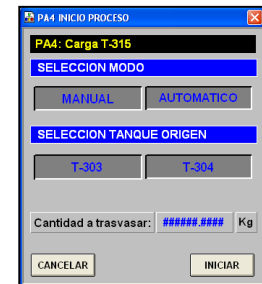 PA4 INICIO PROCESO
PA4: Carga T-315
SELECCION MODO
MANUAL AUTOMATICO
SELECCION TANQUE ORIGEN
T-303 T-304
Cantidad a trasvasar: ######.#### Kg
CANCELAR INICIAR